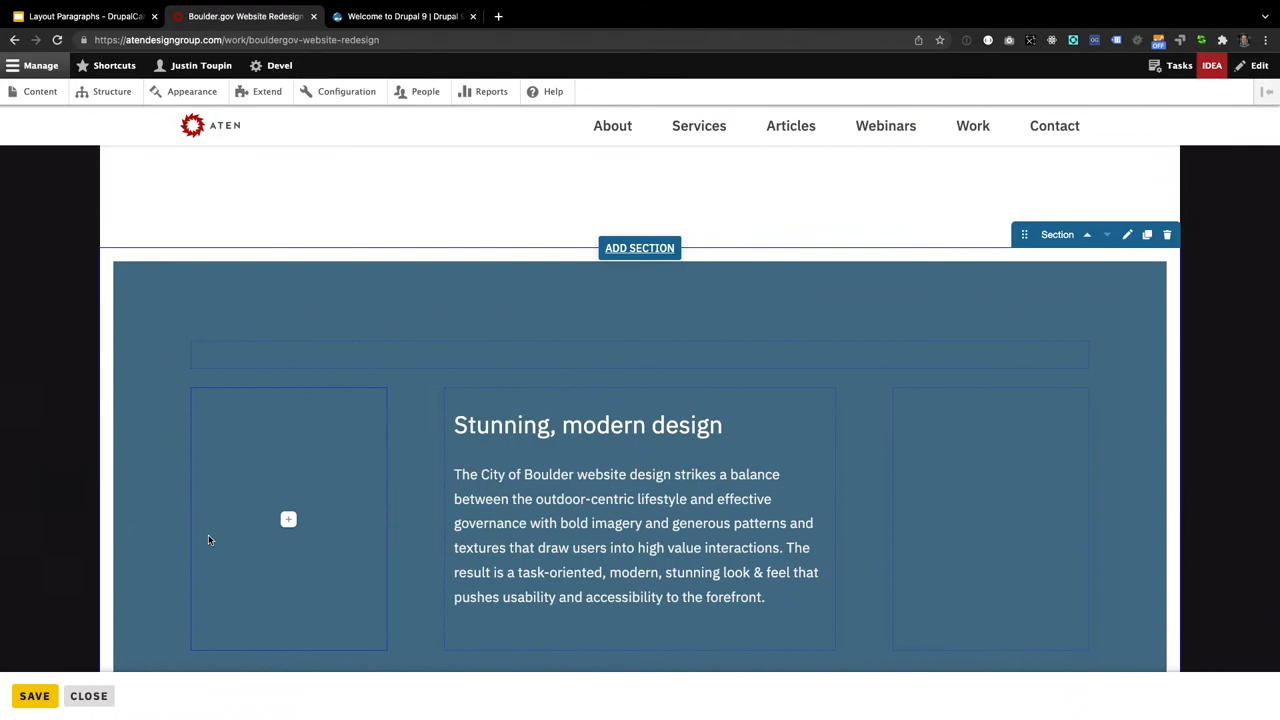 Layout Paragraphs - DrupalCa
Boulder.gov Website Redesign
Welcome to Drupal 9 | Drupal
https://atendesigngroup.com/work/bouldergov-website-redesign
OFF
Manage
Shortcuts
Justin Toupin
Devel
Tasks
IDEA
Edit
Content
Structure
Appearance
Extend
Configuration
People
Reports
Help
ATEN
About
Services
Articles
Webinars
Work
Contact
Section
ADD SECTION
Stunning, modern design
The City of Boulder website design strikes a balance
between the outdoor-centric lifestyle and effective
governance with bold imagery and generous patterns and
textures that draw users into high value interactions. The
result is a task-oriented, modern, stunning look & feel that
pushes usability and accessibility to the forefront.
SAVE
CLOSE